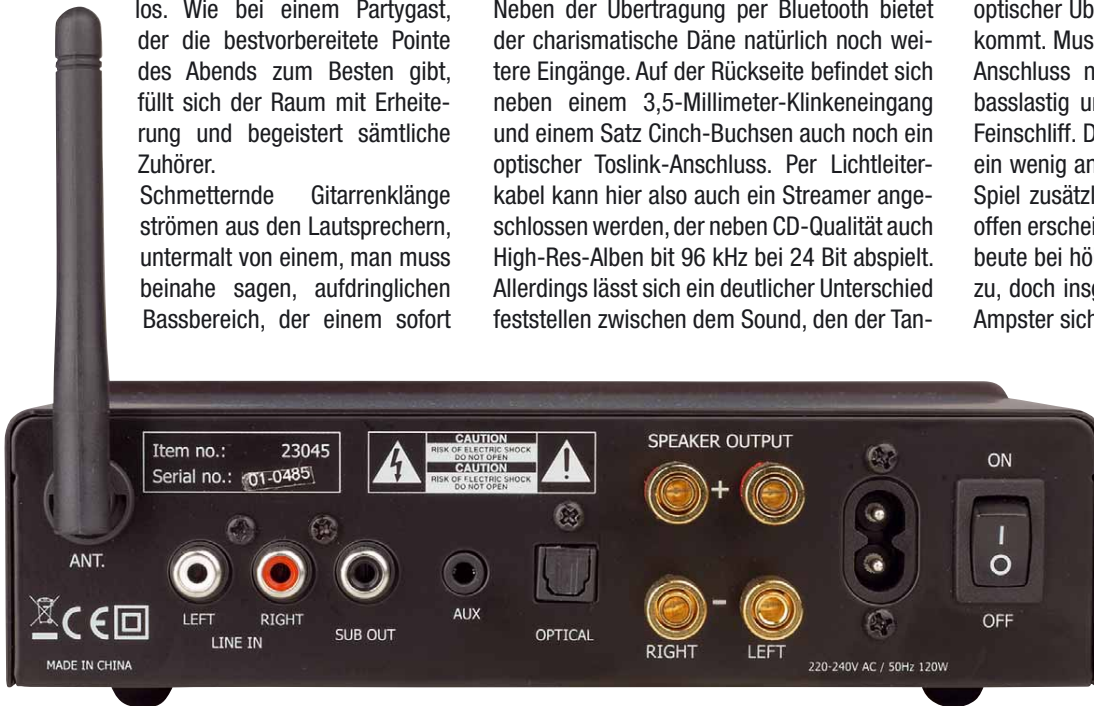 los. Wie bei einem Partygast,
der die bestvorbereitete Pointe
des Abends zum Besten gibt,
füllt sich der Raum mit Erheite-
rung und begeistert sämtliche
Zuhörer.
Schmetternde Gitarrenklänge
strömen aus den Lautsprechern,
untermalt von einem, man muss
beinahe sagen, aufdringlichen
Bassbereich, der einem sofort
Neben der Übertragung per Bluetooth bietet
der charismatische Däne natürlich noch wei-
tere Eingänge. Auf der Rückseite befindet sich
neben einem 3,5-Millimeter-Klinkeneingang
und einem Satz Cinch-Buchsen auch noch ein
optischer Toslink-Anschluss. Per Lichtleiter-
kabel kann hier also auch ein Streamer ange-
schlossen werden, der neben CD-Qualität auch
High-Res-Alben bit 96 kHz bei 24 Bit abspielt.
Allerdings lässt sich ein deutlicher Unterschied
feststellen zwischen dem Sound, den der Tan-
optischer Üb
kommt. Mus
Anschluss n
basslastig u
Feinschliff. D
ein wenig an
Spiel zusätzl
offen erschei
beute bei hö
zu, doch insg
Ampster sich
Item no.: 23045
Serial no.: 01-0485
CAUTION
RISK OF ELECTRIC SHOCK
DO NOT OPEN
CAUTION
RISK OF ELECTRIC SHOCK
DO NOT OPEN
SPEAKER OUTPUT
+
-
RIGHT LEFT
ON
I
O
OFF
ANT.
LEFT RIGHT
LINE IN
SUB OUT
AUX
OPTICAL
CE
MADE IN CHINA
220-240V AC / 50Hz 120W